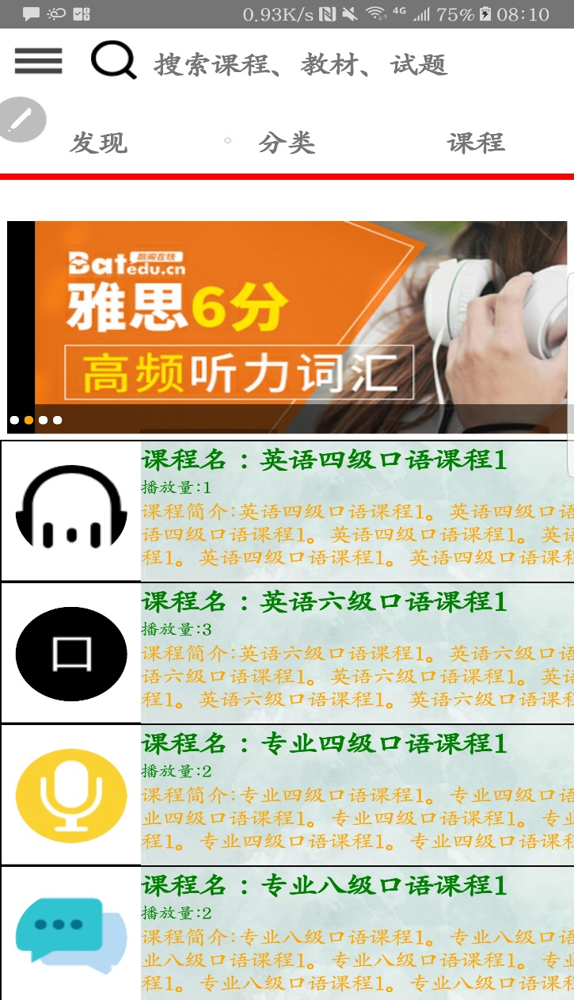 0.93K/s 4G 75% 08:10
搜索课程、教材、试题
发现 分类 课程
朗阁在线
Batedu.cn
雅思6分
高频听力词汇
课程名：英语四级口语课程1
播放量:1
课程简介:英语四级口语课程1。英语四级口语
语四级口语课程1。英语四级口语课程1。英语
程1。英语四级口语课程1。英语四级口语课程
课程名：英语六级口语课程1
播放量:3
课程简介:英语六级口语课程1。英语六级口语
语六级口语课程1。英语六级口语课程1。英语
程1。英语六级口语课程1。英语六级口语课程
课程名：专业四级口语课程1
播放量:2
课程简介:专业四级口语课程1。专业四级口语
业四级口语课程1。专业四级口语课程1。专业
程1。专业四级口语课程1。专业四级口语课程
课程名：专业八级口语课程1
播放量:2
课程简介:专业八级口语课程1。专业八级口语
业八级口语课程1。专业八级口语课程1。专业
程1。专业八级口语课程1。专业八级口语课程